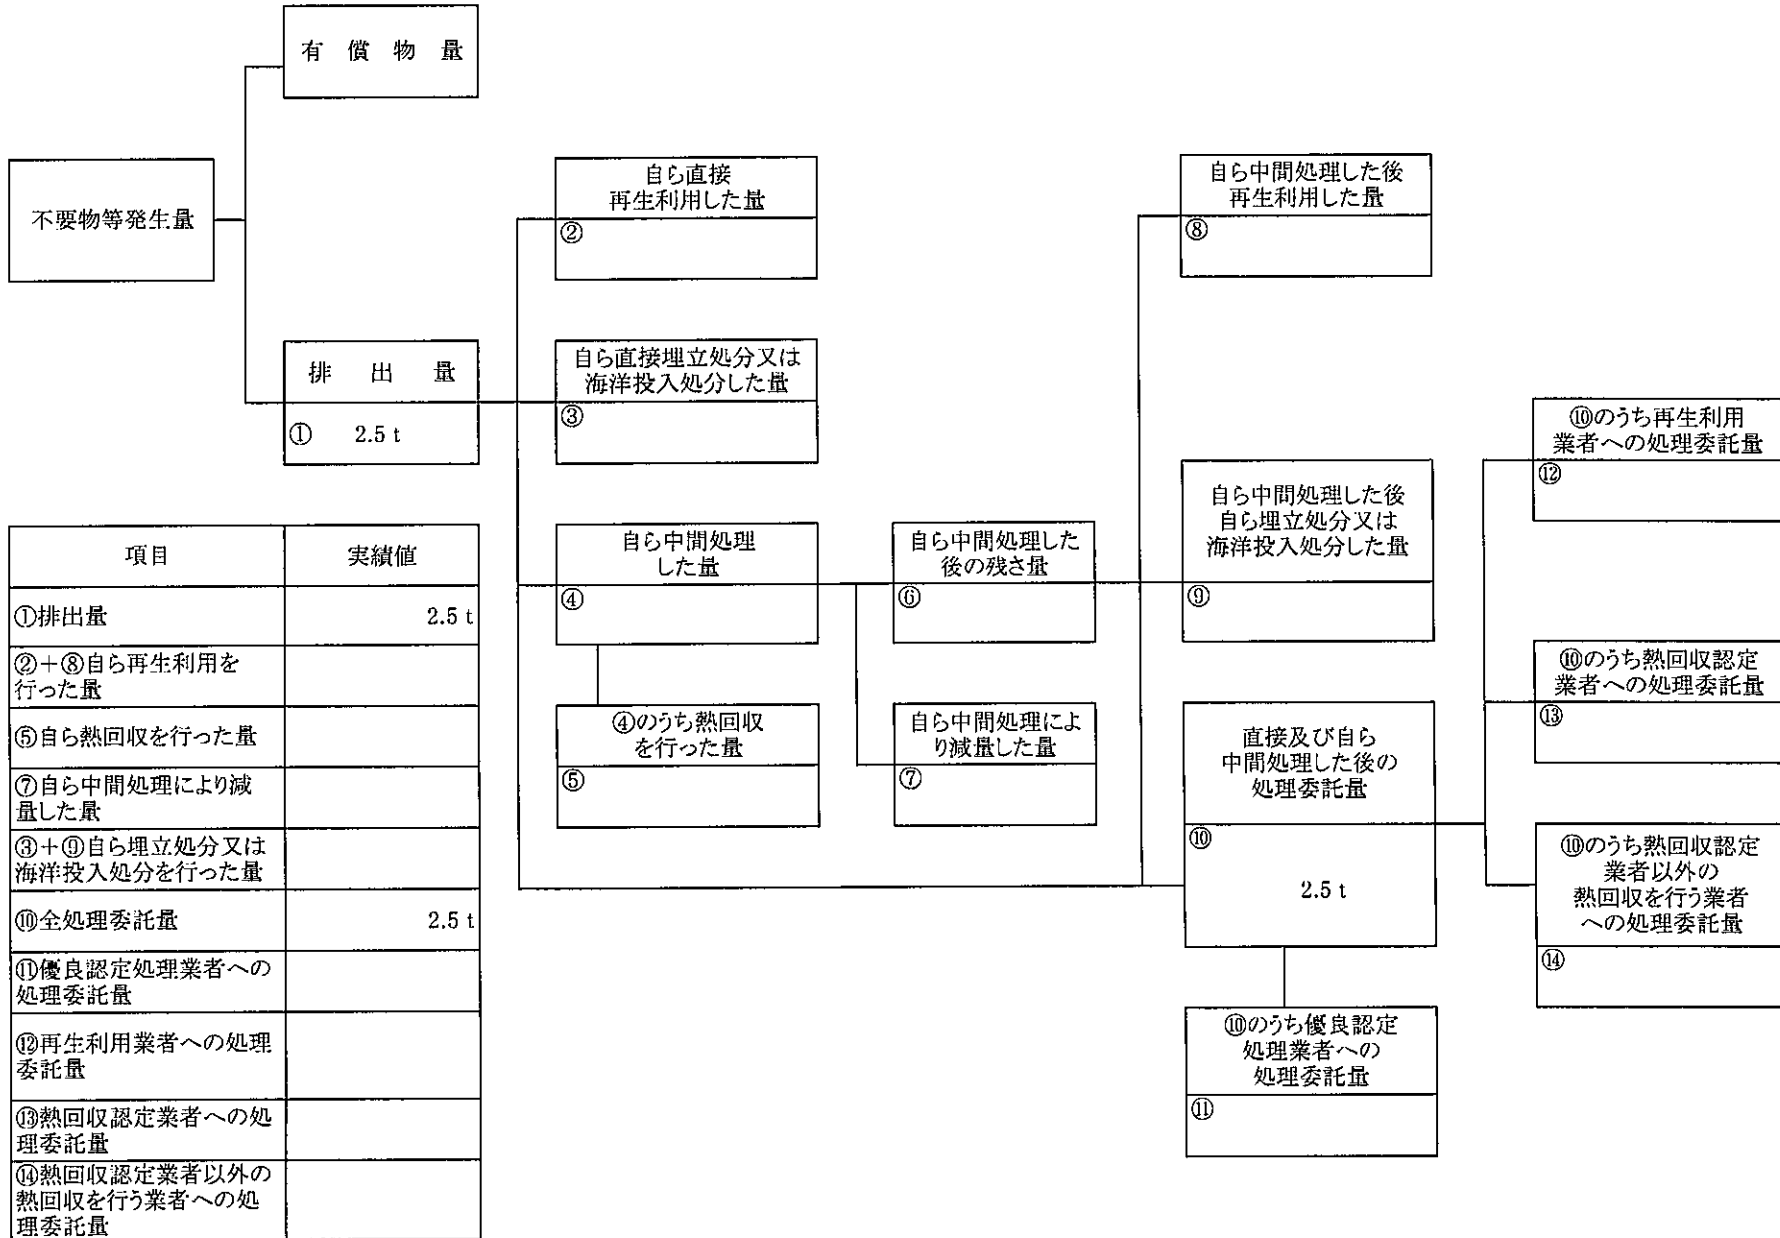 有償物量
不要物等発生量
排出量
① 2.5 t
自ら直接
再生利用した量
②
自ら直接埋立処分又は
海洋投入処分した量
③
自ら中間処理
した量
④
④のうち熱回収
を行った量
⑤
自ら中間処理した
後の残さ量
⑥
自ら中間処理によ
り減量した量
⑦
自ら中間処理した後
再生利用した量
⑧
自ら中間処理した後
自ら埋立処分又は
海洋投入処分した量
⑨
直接及び自ら
中間処理した後の
処理委託量
⑩
2.5 t
⑩のうち優良認定
処理業者への
処理委託量
⑪
⑩のうち再生利用
業者への処理委託量
⑫
⑩のうち熱回収認定
業者への処理委託量
⑬
⑩のうち熱回収認定
業者以外の
熱回収を行う業者
への処理委託量
⑭
項目 実績値
①排出量 2.5 t
②+⑧自ら再生利用を
行った量
⑤自ら熱回収を行った量
⑦自ら中間処理により減
量した量
③+⑨自ら埋立処分又は
海洋投入処分を行った量
⑩全処理委託量 2.5 t
⑪優良認定処理業者への
処理委託量
⑫再生利用業者への処理
委託量
⑬熱回収認定業者への処
理委託量
⑭熱回収認定業者以外の
熱回収を行う業者への処
理委託量